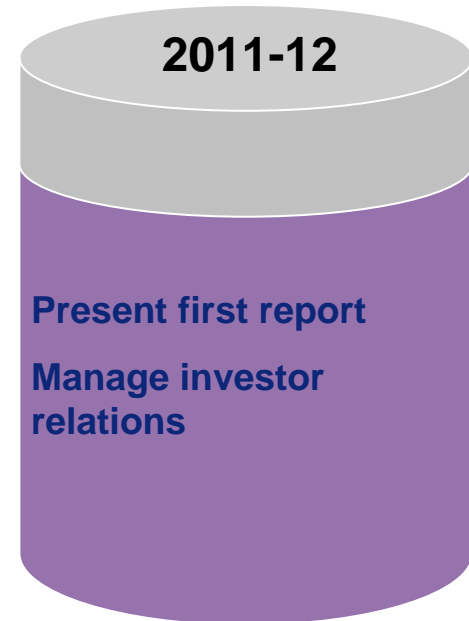 2011-12
Present first report
Manage investor
relations